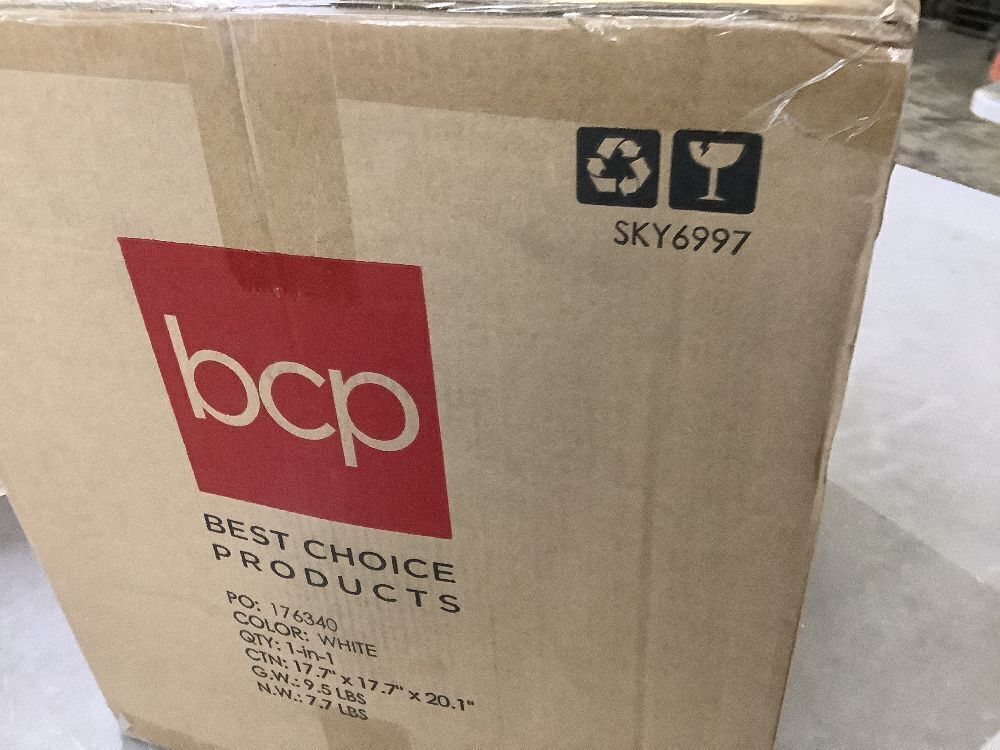 SKY6997
bcp
BEST CHOICE
PRODUCTS
PO: 176340
COLOR: WHITE
QTY: 1-in-1
CTN: 17.7" x 17.7" x 20.1"
G.W.: 9.5 LBS
N.W.: 7.7 LBS